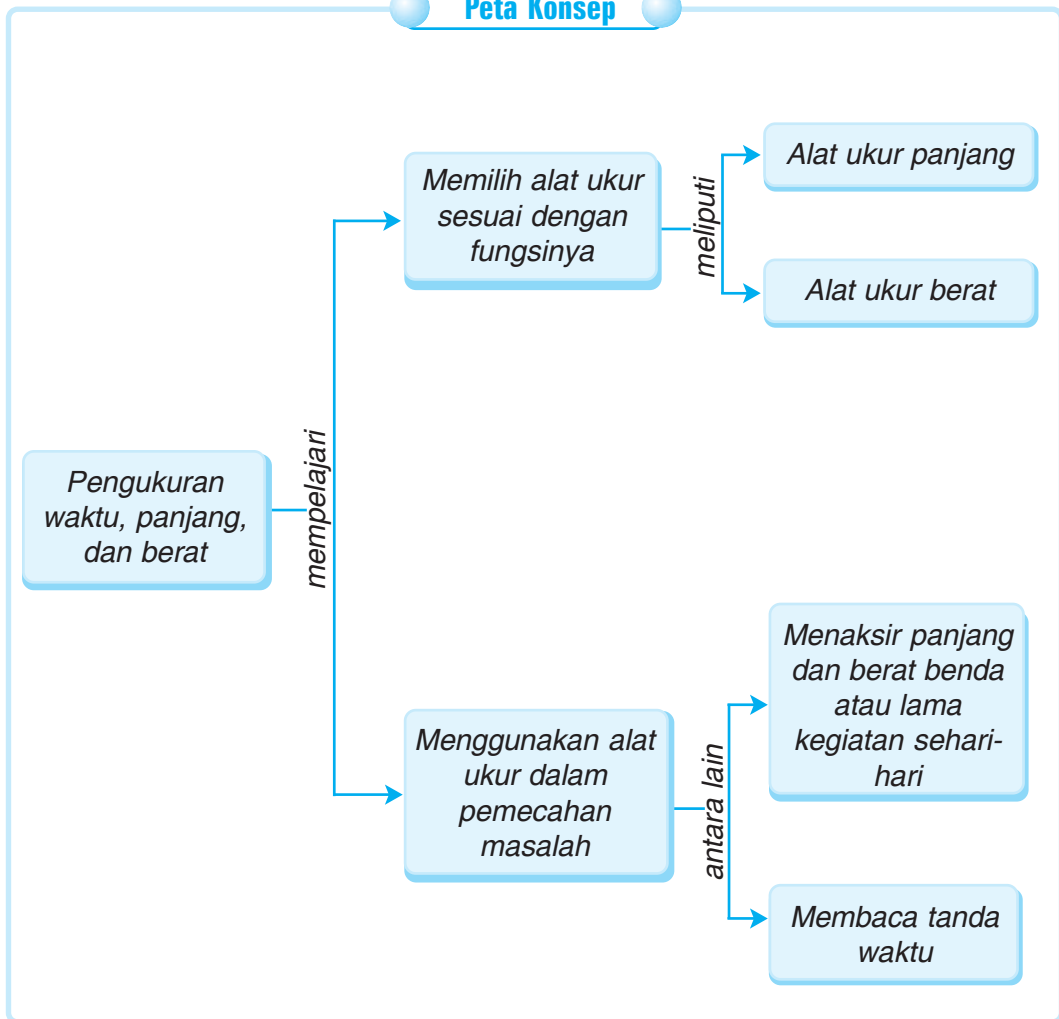 Peta Konsep
Pengukuran
waktu, panjang,
dan berat
mempelajari
Memilih alat ukur
sesuai dengan
fungsinya
meliputi
Alat ukur panjang
Alat ukur berat
Menggunakan alat
ukur dalam
pemecahan
masalah
antara lain
Menaksir panjang
dan berat benda
atau lama
kegiatan sehari-
hari
Membaca tanda
waktu